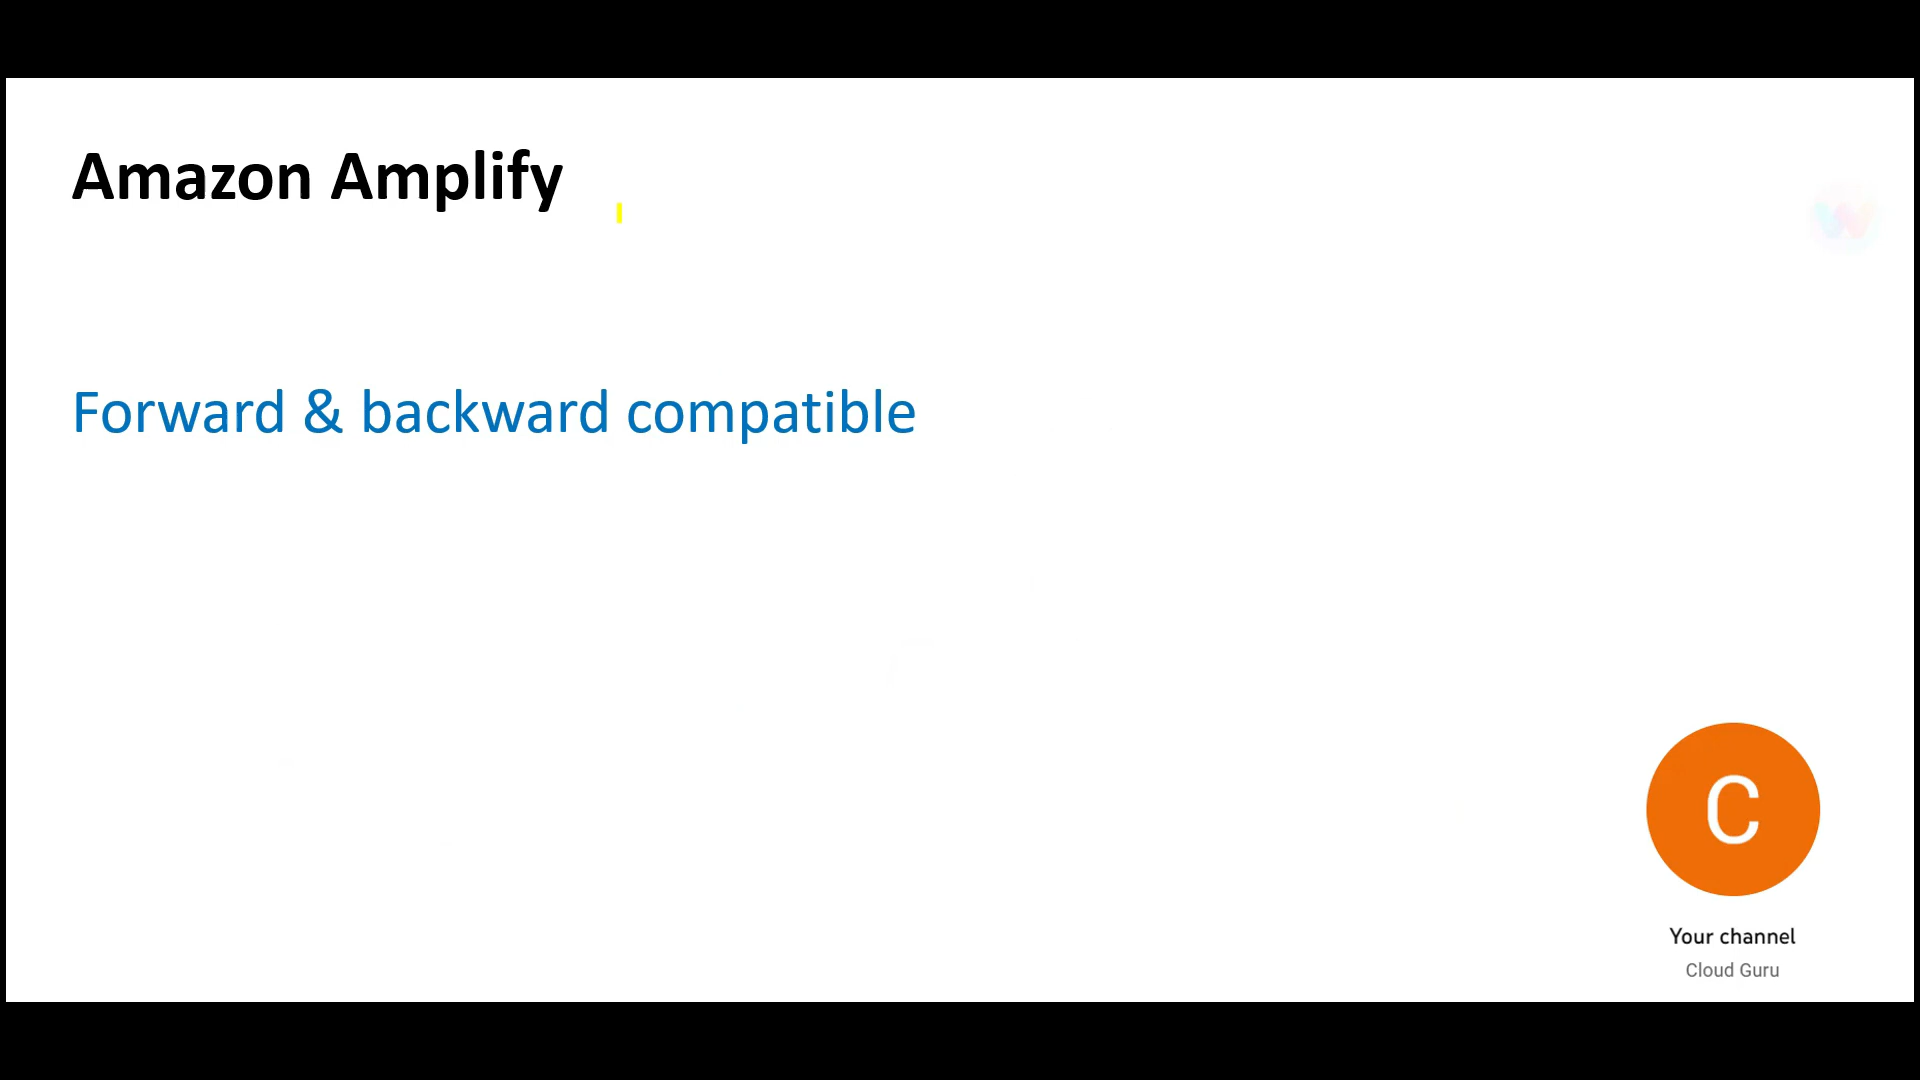 Amazon Amplify
Forward & backward compatible
C
Your channel
Cloud Guru